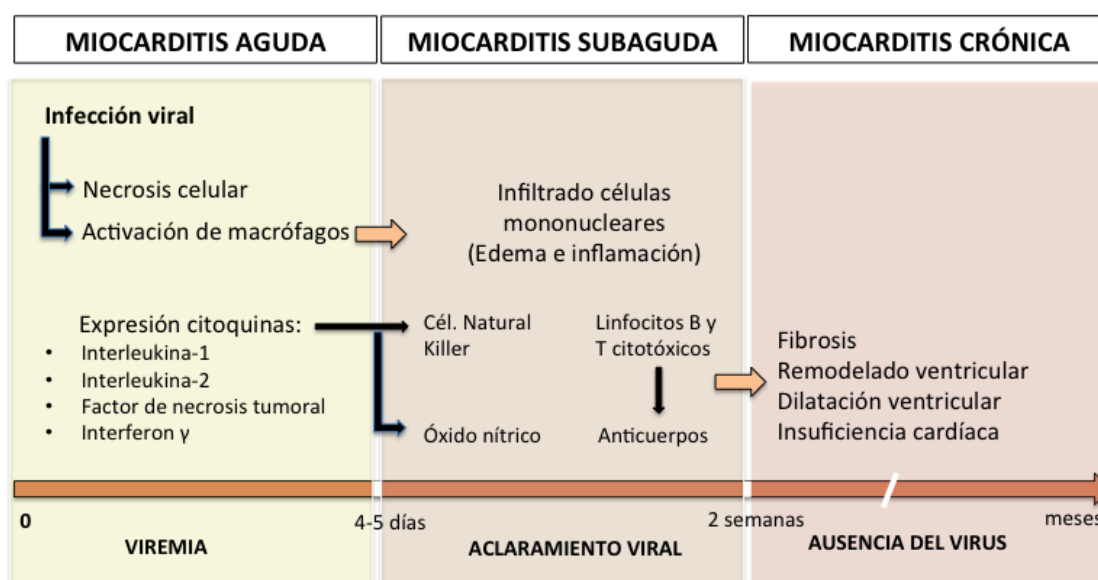 MIOCARDITIS AGUDA
MIOCARDITIS SUBAGUDA
MIOCARDITIS CRÓNICA
Infección viral
Necrosis celular
Activación de macrófagos
Expresión citoquinas:
• Interleukina-1
• Interleukina-2
• Factor de necrosis tumoral
• Interferon γ
Infiltrado células
mononucleares
(Edema e inflamación)
Cél. Natural
Killer
Óxido nítrico
Linfocitos B y
T citotóxicos
Anticuerpos
Fibrosis
Remodelado ventricular
Dilatación ventricular
Insuficiencia cardíaca
0
4-5 días
2 semanas
meses
VIREMIA
ACLARAMIENTO VIRAL
AUSENCIA DEL VIRUS